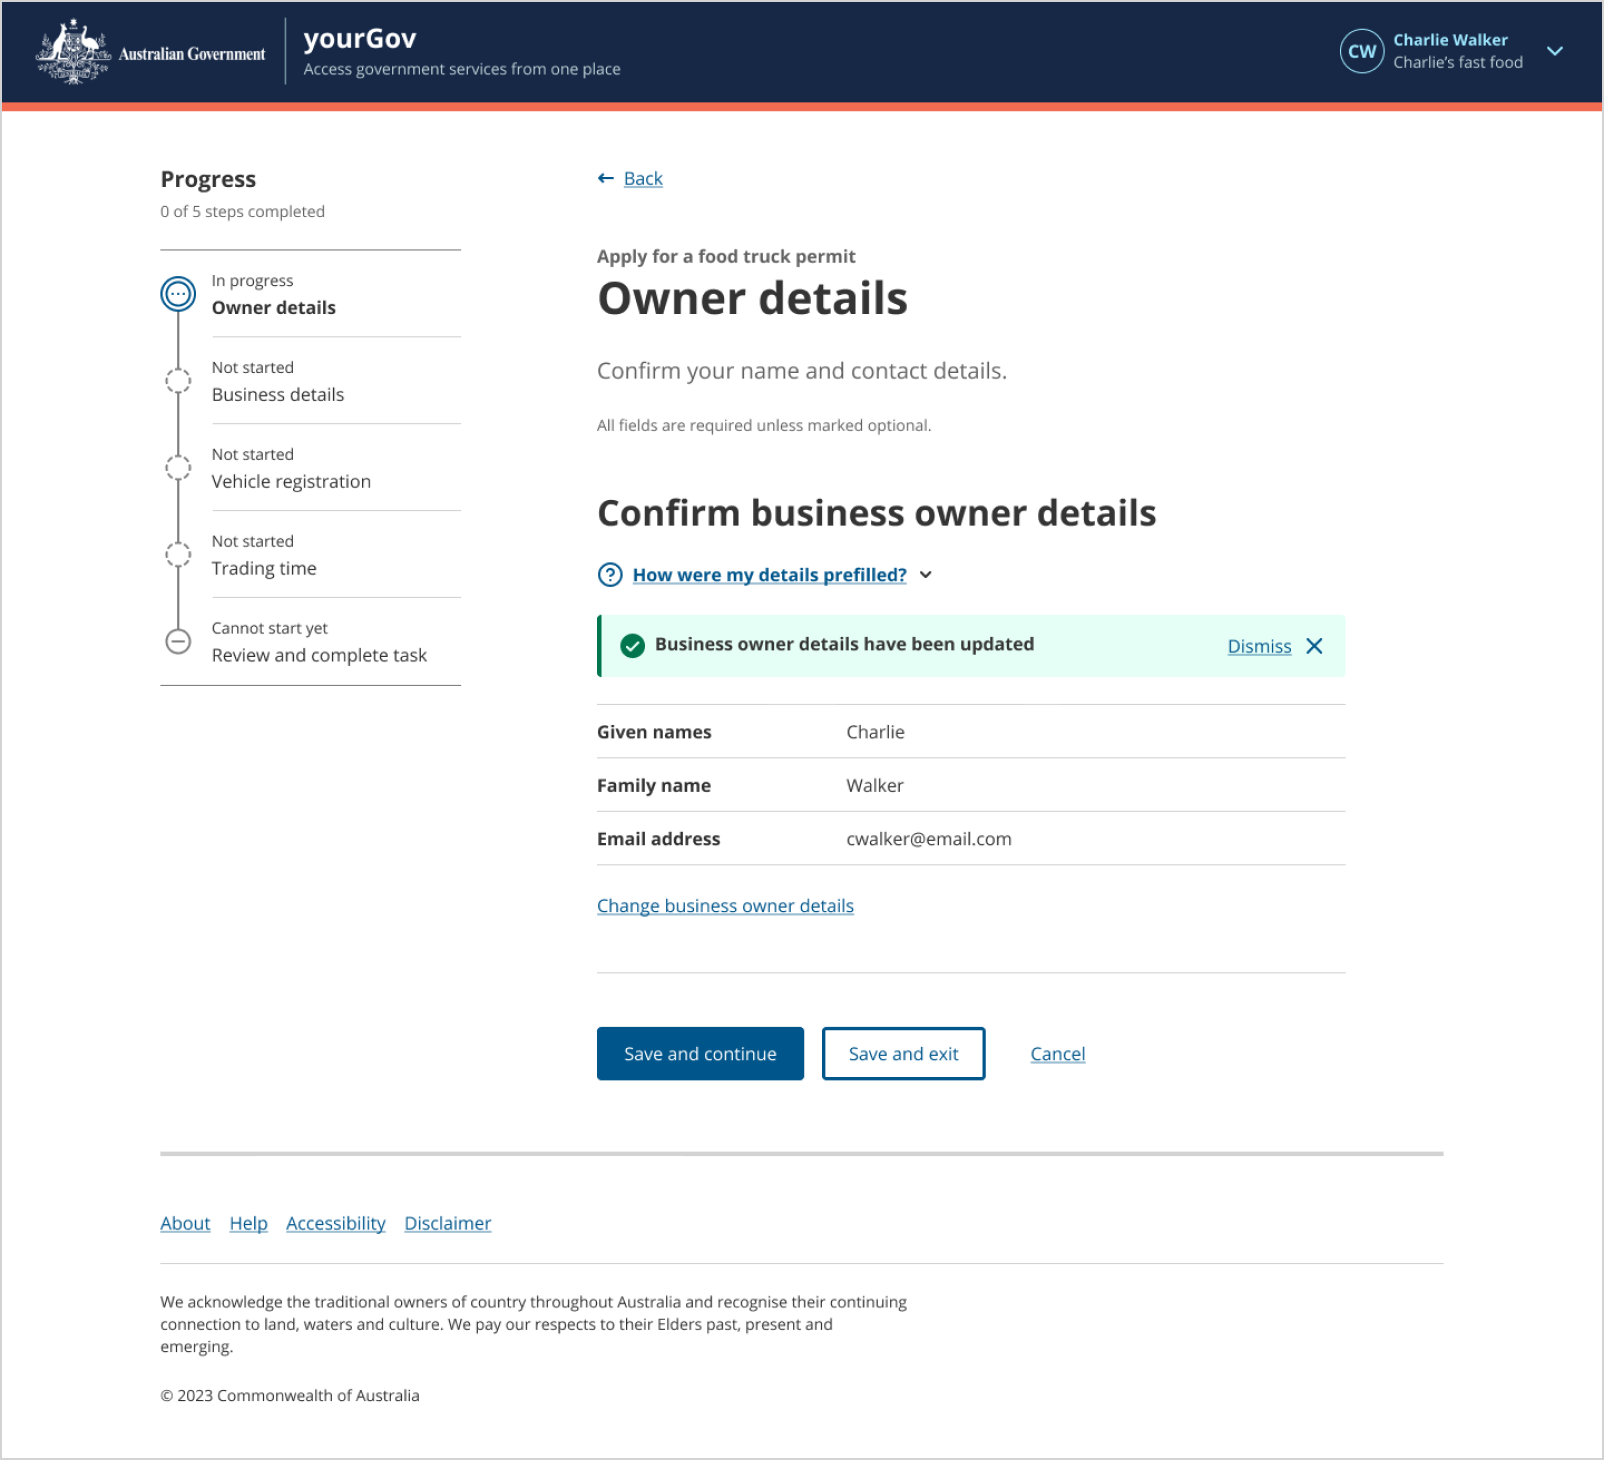 Australian Government
yourGov
Access government services from one place
CW
Charlie Walker
Charlie's fast food
Progress
0 of 5 steps completed
In progress
Owner details
Not started
Business details
Not started
Vehicle registration
Not started
Trading time
Cannot start yet
Review and complete task
Back
Apply for a food truck permit
Owner details
Confirm your name and contact details.
All fields are required unless marked optional.
Confirm business owner details
How were my details prefilled?
Business owner details have been updated
Dismiss
Given names Charlie
Family name Walker
Email address cwalker@email.com
Change business owner details
Save and continue Save and exit Cancel
About Help Accessibility Disclaimer
We acknowledge the traditional owners of country throughout Australia and recognise their continuing
connection to land, waters and culture. We pay our respects to their Elders past, present and
emerging.
© 2023 Commonwealth of Australia